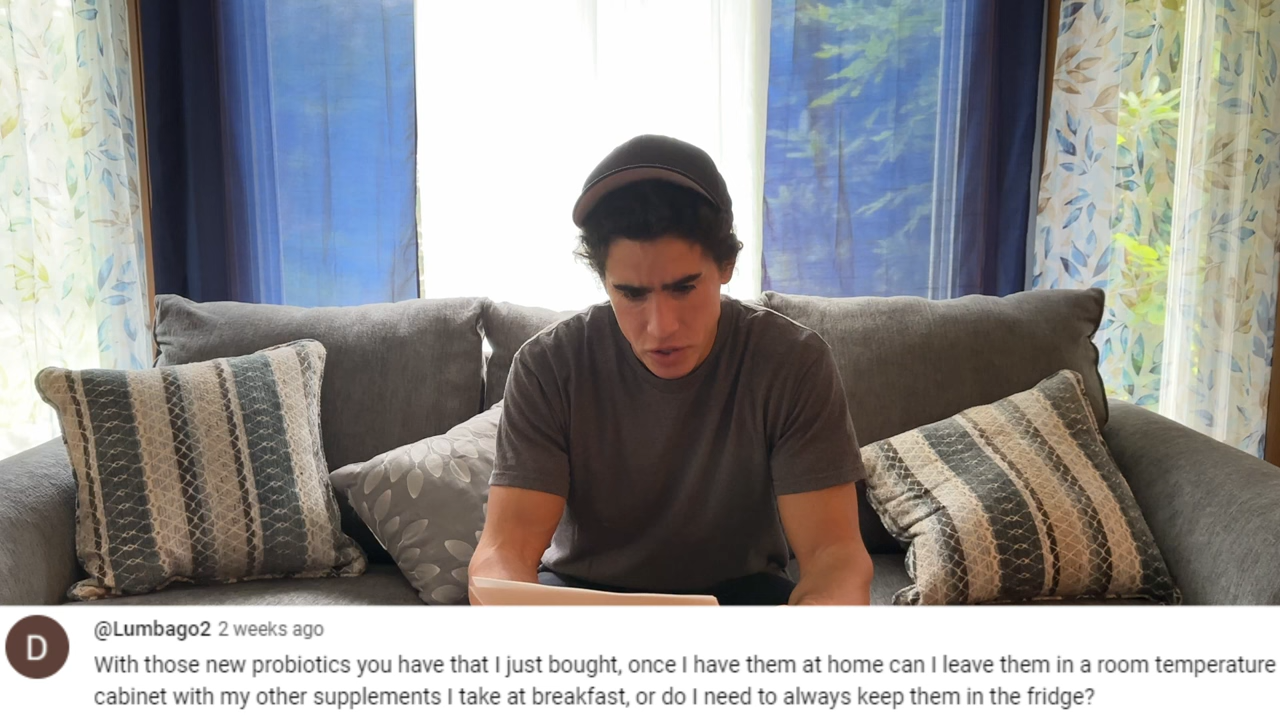 D
@Lumbago2 2 weeks ago
With those new probiotics you have that I just bought, once I have them at home can I leave them in a room temperature
cabinet with my other supplements I take at breakfast, or do I need to always keep them in the fridge?